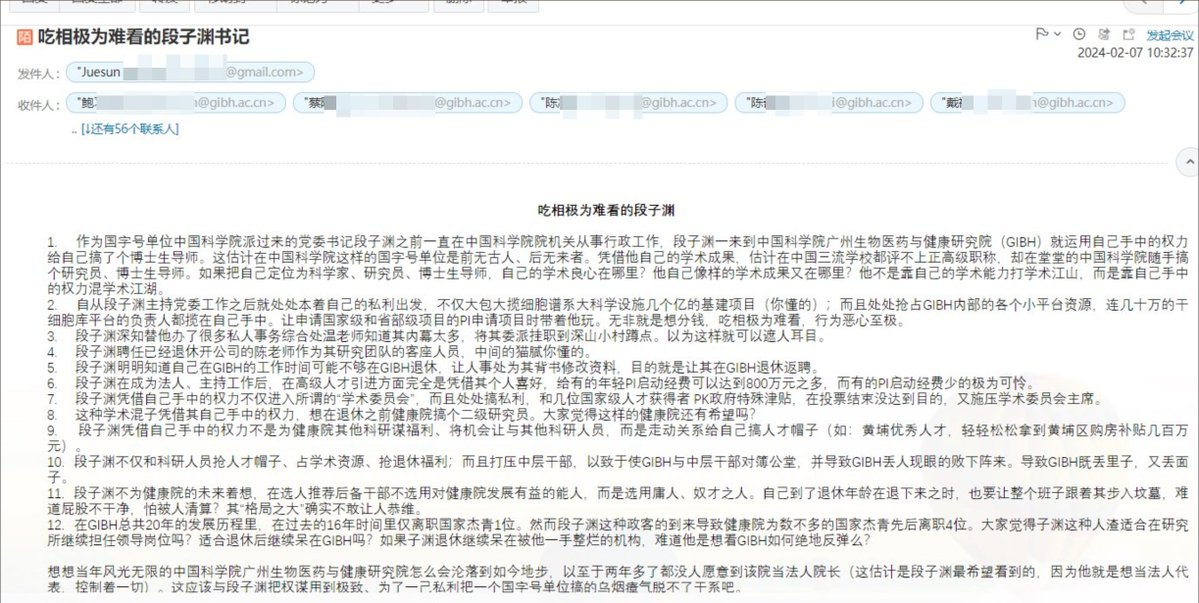 陌 吃相极为难看的段子渊书记
发起会议
2024-02-07 10:32:37
发件人： "Juesun @gmail.com>
收件人： "鲍 n@gibh.ac.cn> "蔡 @gibh.ac.cn> "陈 @gibh.ac.cn> "陈 i@gibh.ac.cn> "戴 n@gibh.ac.cn>
.. [↓还有56个联系人]
吃相极为难看的段子渊
1. 作为国字号单位中国科学院派过来的党委书记段子渊之前一直在中国科学院院机关从事行政工作，段子渊一来到中国科学院广州生物医药与健康研究院（GIBH）就运用自己手中的权力
给自己搞了个博士生导师。这估计在中国科学院这样的国字号单位是前无古人、后无来者。凭借他自己的学术成果，估计在中国三流学校都评不上正高级职称，却在堂堂的中国科学院随手搞
个研究员、博士生导师。如果把自己定位为科学家、研究员、博士生导师，自己的学术良心在哪里？他自己像样的学术成果又在哪里？他不是靠自己的学术能力打学术江山，而是靠自己手中
的权力混学术江湖。
2. 自从段子渊主持党委工作之后就处处本着自己的私利出发，不仅大包大揽细胞谱系大科学设施几个亿的基建项目（你懂的）；而且处处抢占GIBH内部的各个小平台资源，连几十万的干
细胞库平台的负责人都揽在自己手中。让申请国家级和省部级项目的PI申请项目时带着他玩。无非就是想分钱，吃相极为难看，行为恶心至极。
3. 段子渊深知替他办了很多私人事务综合处温老师知道其内幕太多，将其委派挂职到深山小村蹲点。以为这样就可以遮人耳目。
4. 段子渊聘任已经退休开公司的陈老师作为其研究团队的客座人员，中间的猫腻你懂的。
5. 段子渊明明知道自己在GIBH的工作时间可能不够在GIBH退休，让人事处为其背书修改资料，目的就是让其在GIBH退休返聘。
6. 段子渊在成为法人、主持工作后，在高级人才引进方面完全是凭借其个人喜好，给有的年轻PI启动经费可以达到800万元之多，而有的PI启动经费少的极为可怜。
7. 段子渊凭借自己手中的权力不仅进入所谓的“学术委员会”，而且处处搞私利，和几位国家级人才获得者 PK政府特殊津贴，在投票结束没达到目的，又施压学术委员会主席。
8. 这种学术混子凭借其自己手中的权力，想在退休之前健康院搞个二级研究员。大家觉得这样的健康院还有希望吗？
9. 段子渊凭借自己手中的权力不是为健康院其他科研谋福利、将机会让与其他科研人员，而是走动关系给自己搞人才帽子（如：黄埔优秀人才，轻轻松松拿到黄埔区购房补贴几百万
元）。
10. 段子渊不仅和科研人员抢人才帽子、占学术资源、抢退休福利；而且打压中层干部，以致于使GIBH与中层干部对簿公堂，并导致GIBH丢人现眼的败下阵来。导致GIBH既丢里子，又丢面
子。
11. 段子渊不为健康院的未来着想，在选人推荐后备干部不选用对健康院发展有益的能人，而是选用庸人、奴才之人。自己到了退休年龄在退下来之时，也要让整个班子跟着其步入坟墓，难
道屁股不干净，怕被人清算？其“格局之大”确实不敢让人恭维。
12. 在GIBH总共20年的发展历程里，在过去的16年时间里仅离职国家杰青1位。然而段子渊这种政客的到来导致健康院为数不多的国家杰青先后离职4位。大家觉得子渊这种人渣适合在研究
所继续担任领导岗位吗？适合退休后继续呆在GIBH吗？如果子渊退休继续呆在被他一手整烂的机构，难道他是想看GIBH如何绝地反弹么？
想想当年风光无限的中国科学院广州生物医药与健康研究院怎么会沦落到如今地步，以至于两年多了都没人愿意到该院当法人院长（这估计是段子渊最希望看到的，因为他就是想当法人代
表，控制着一切）。这应该与段子渊把权谋用到极致、为了一己私利把一个国字号单位搞的乌烟瘴气脱不了干系吧。